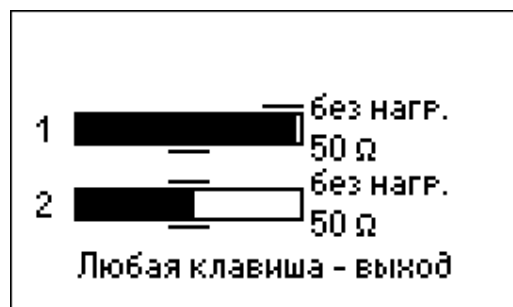 1 без нагр.
50 Ω
2 без нагр.
50 Ω
Любая клавиша - выход